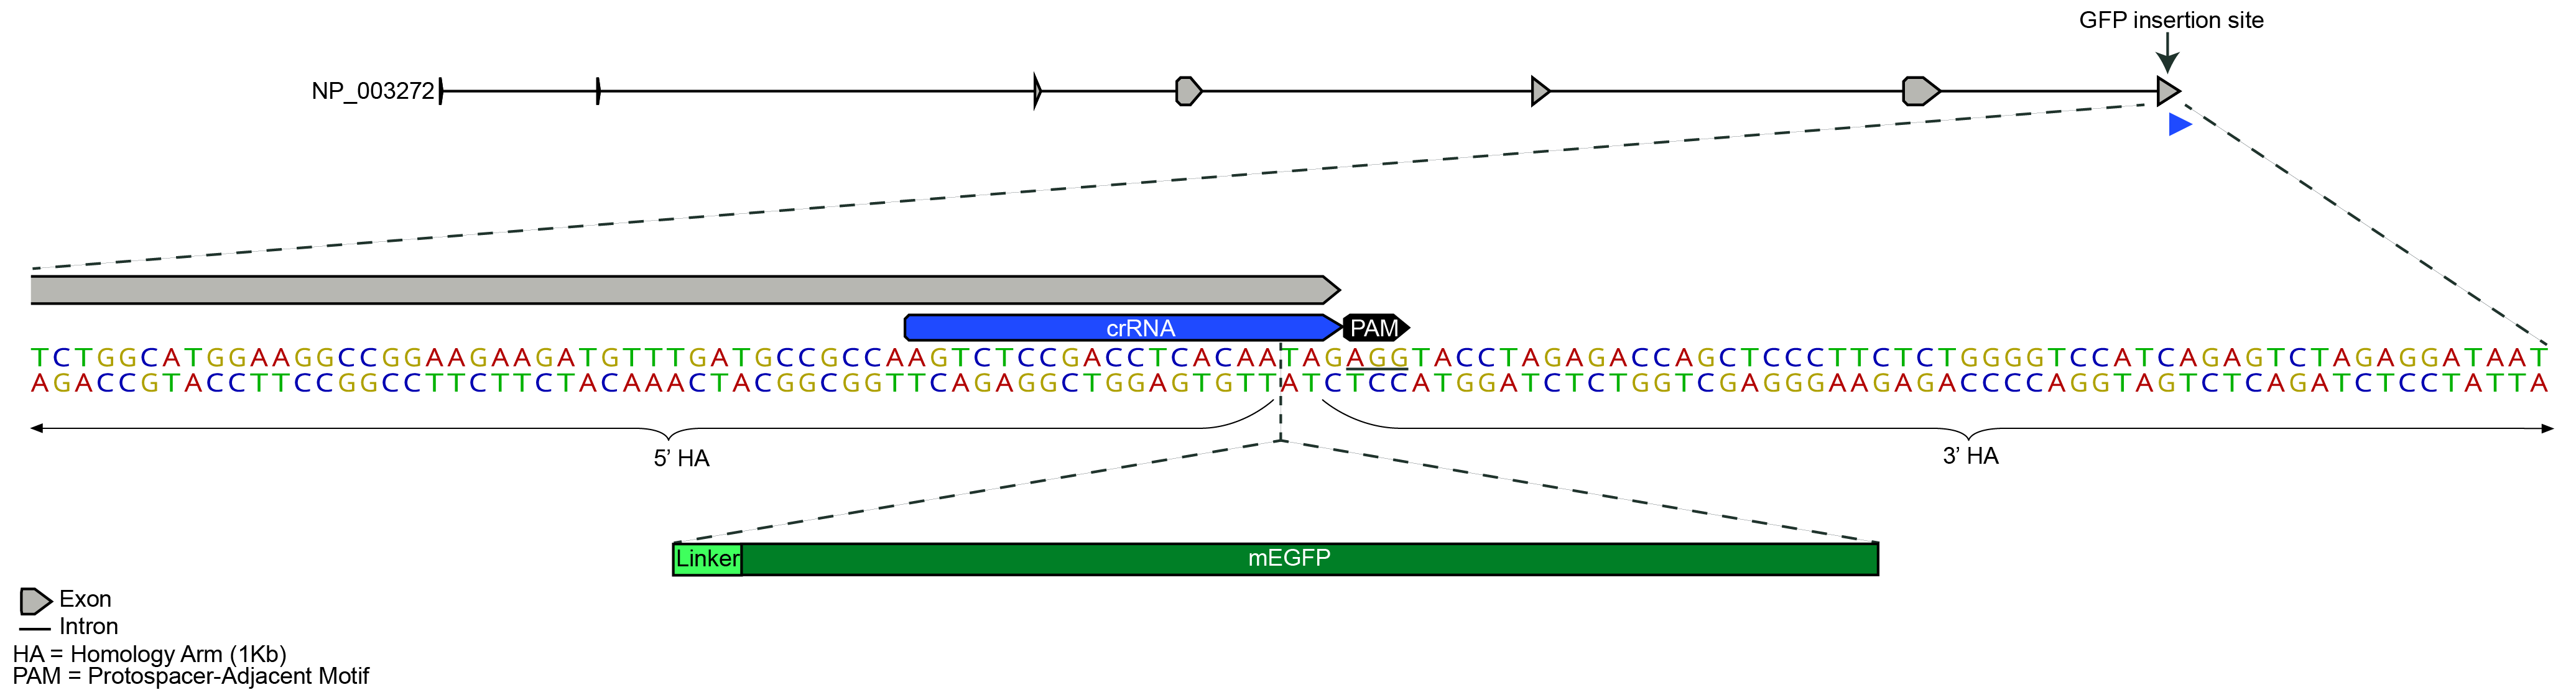 GFP insertion site
NP_003272
crRNA
PAM
TCTGGCATGGAAGGCCGGAAGAAGATGTTTGATGCCGCCAAGTCTCCGACCTCACAATAGAGGTACCTAGAGACCAGCTCCCTTCTCTGGGGTCCATCAGAGTCTAGAGGATAAT
AGACCGTACCTTCCGGCCTTCTTCTACAAACTACGGCGGTTCAGAGGCTGGAGTGTTATCTCCATGGATCTCTGGTCGAGGGAAGAGACCCCAGGTAGTCTCAGATCTCCTATTA
5’ HA
3’ HA
Linker
mEGFP
Exon
Intron
HA = Homology Arm (1Kb)
PAM = Protospacer-Adjacent Motif